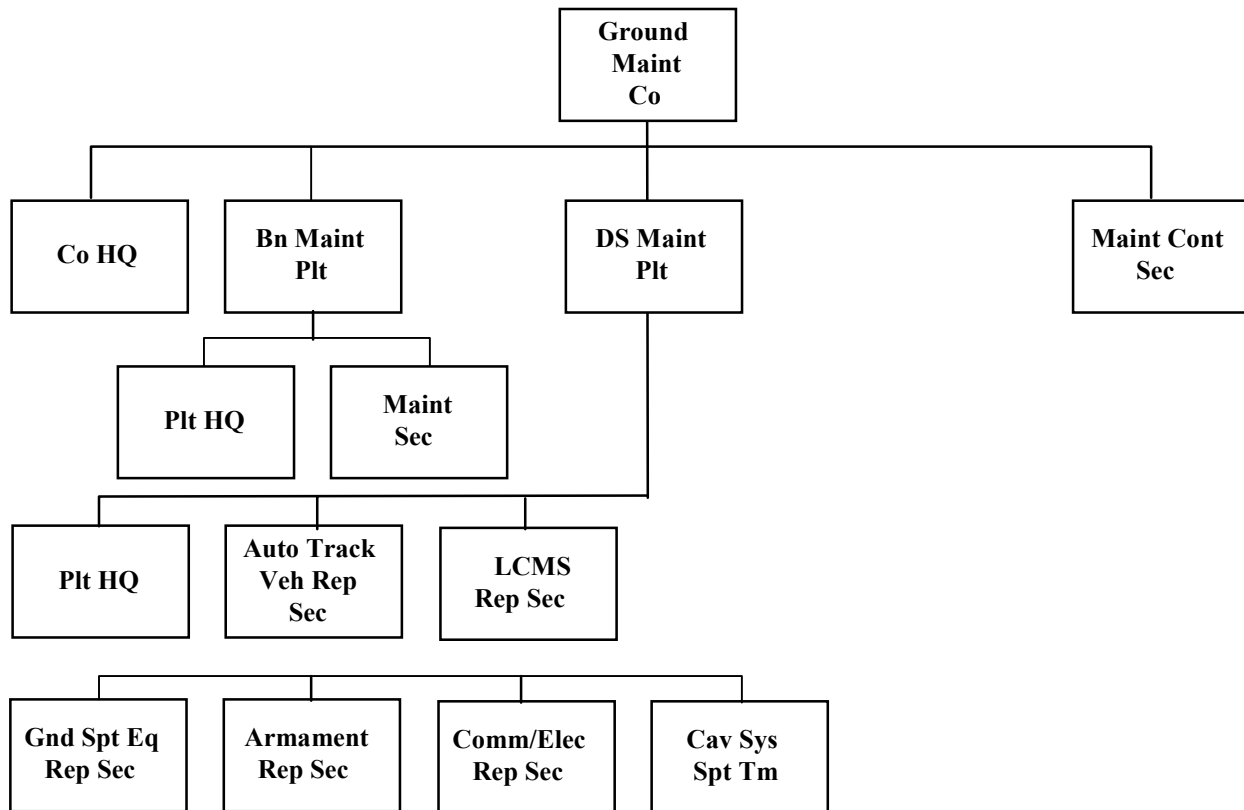 Ground
Maint
Co
Co HQ
Bn Maint
Plt
DS Maint
Plt
Maint Cont
Sec
Plt HQ
Maint
Sec
Plt HQ
Auto Track
Veh Rep
Sec
LCMS
Rep Sec
Gnd Spt Eq
Rep Sec
Armament
Rep Sec
Comm/Elec
Rep Sec
Cav Sys
Spt Tm